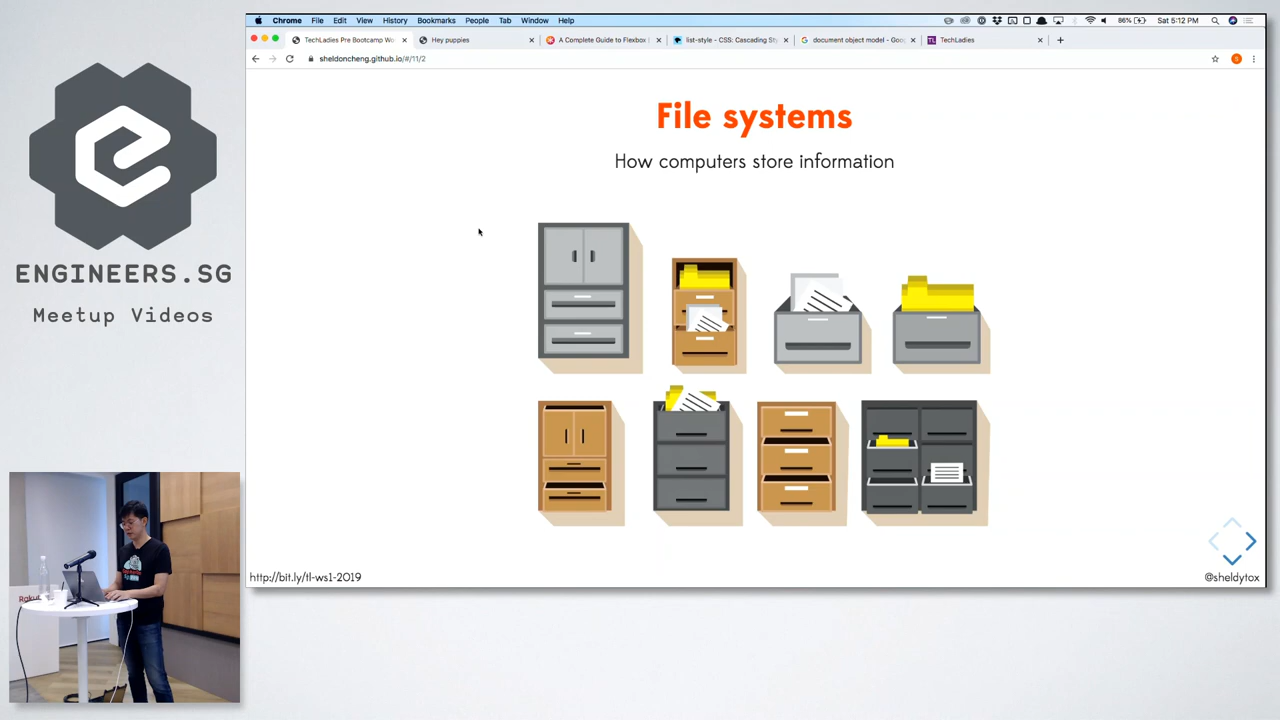 Chrome File Edit View History Bookmarks People Tab Window Help
86% Sat 5:12 PM
TechLadies Pre Bootcamp Wo
Hey puppies
A Complete Guide to Flexbox
list-style - CSS: Cascading Sty
document object model - Goo
TechLadies
sheldoncheng.github.io/#/11/2
File systems
How computers store information
ENGINEERS.SG
Meetup Videos
http://bit.ly/tl-ws1-2019
@sheldytox